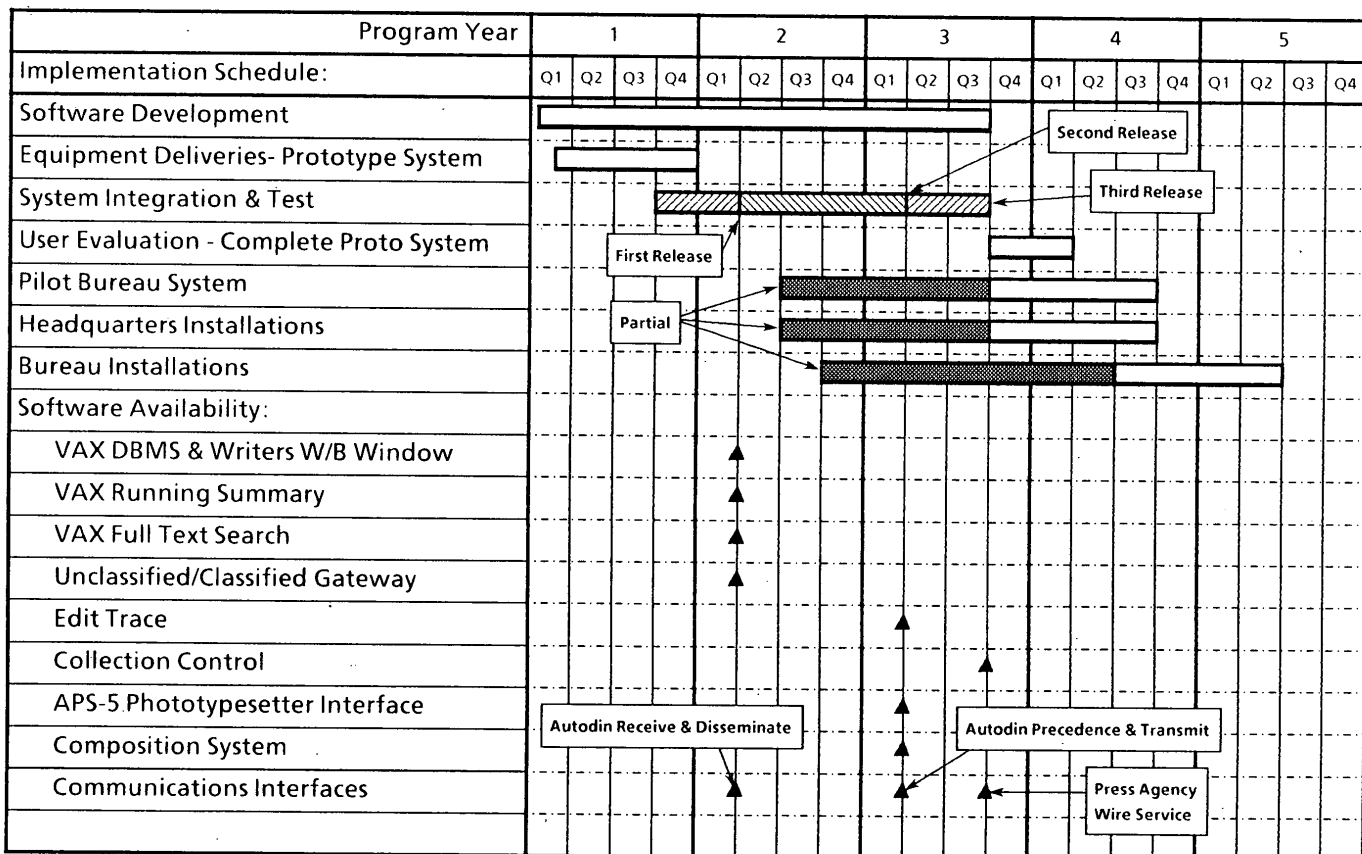 Program Year 1 2 3 4 5
Implementation Schedule: Q1 Q2 Q3 Q4 Q1 Q2 Q3 Q4 Q1 Q2 Q3 Q4 Q1 Q2 Q3 Q4 Q1 Q2 Q3 Q4
Software Development
Second Release
Equipment Deliveries- Prototype System
System Integration & Test
Third Release
User Evaluation - Complete Proto System
First Release
Pilot Bureau System
Headquarters Installations
Partial
Bureau Installations
Software Availability:
VAX DBMS & Writers W/B Window
VAX Running Summary
VAX Full Text Search
Unclassified/Classified Gateway
Edit Trace
Collection Control
APS-5 Phototypesetter Interface
Autodin Receive & Disseminate
Autodin Precedence & Transmit
Composition System
Communications Interfaces
Press Agency
Wire Service